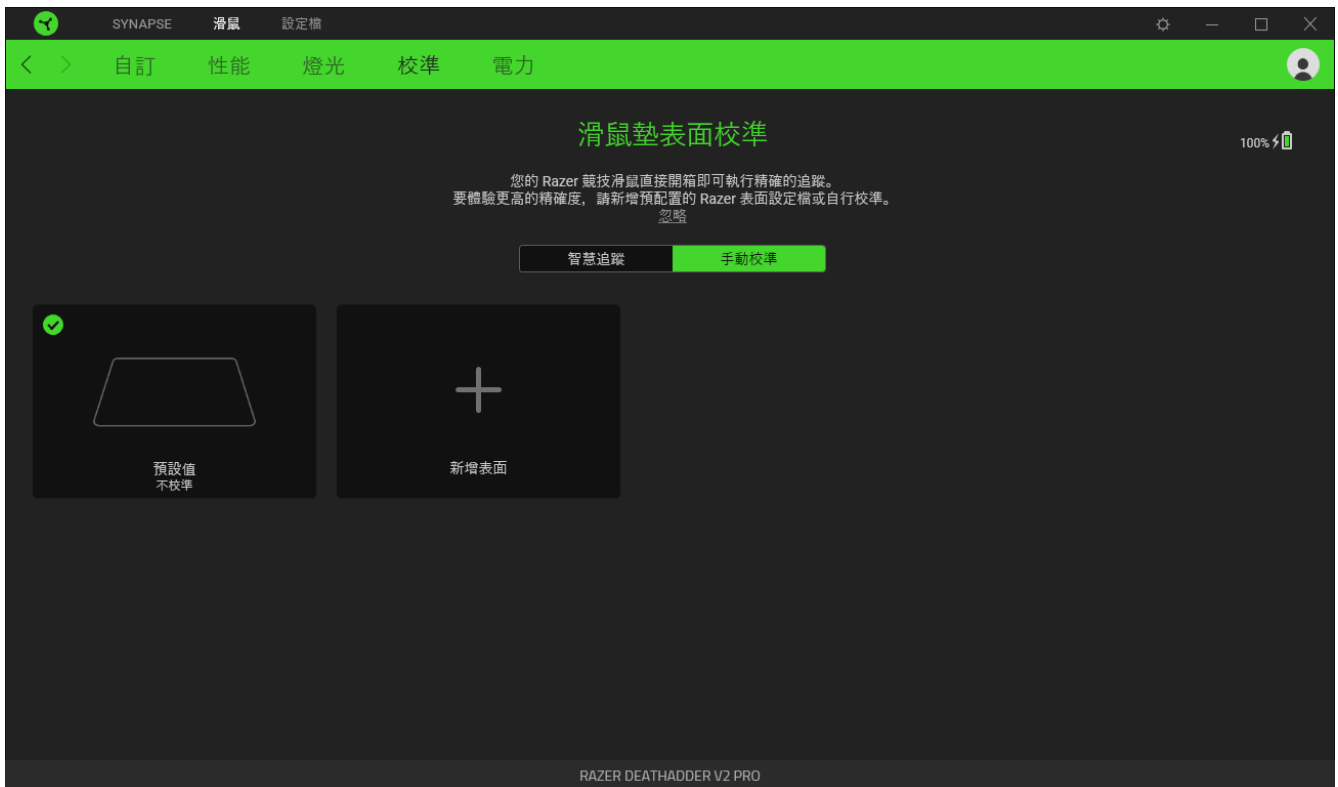 SYNAPSE 滑鼠 設定檔
自訂 性能 燈光 校準 電力
滑鼠墊表面校準
100%
您的 Razer 競技滑鼠直接開箱即可執行精確的追蹤。
要體驗更高的精確度，請新增預配置的 Razer 表面設定檔或自行校準。
忽略
智慧追蹤 手動校準
預設值
不校準
新增表面
RAZER DEATHADDER V2 PRO